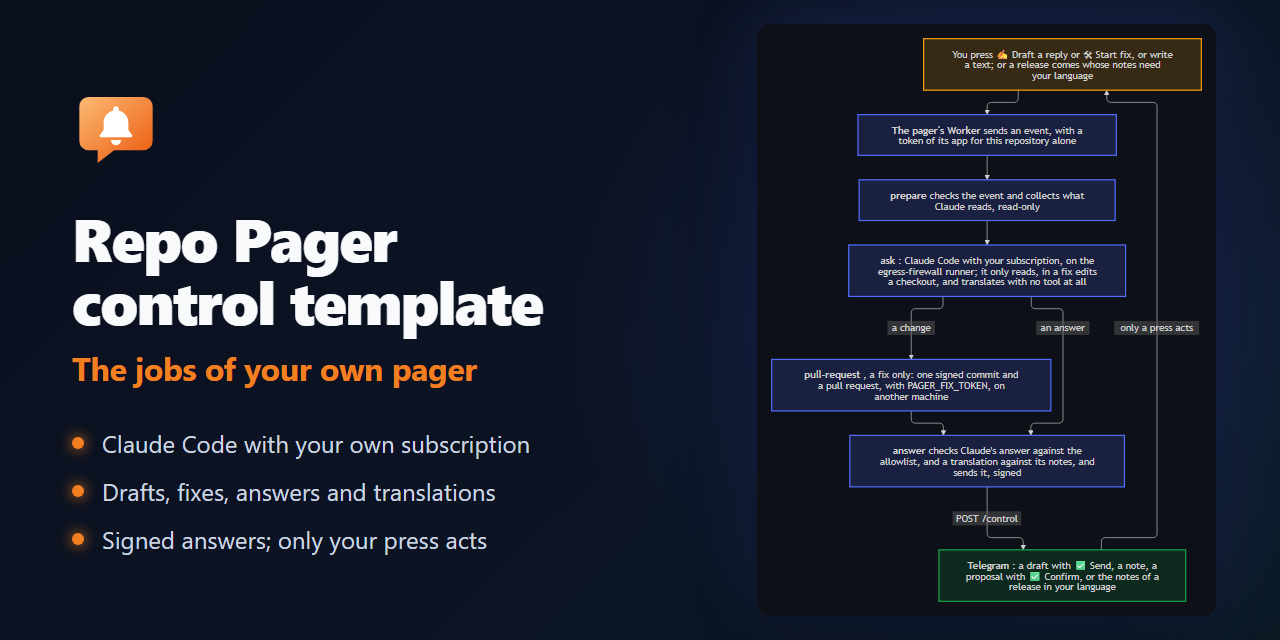 Repo Pager
control template
The jobs of your own pager
Claude Code with your own subscription
Drafts, fixes, answers and translations
Signed answers; only your press acts
You press ✍️ Draft a reply or 🛠 Start fix, or write
a text; or a release comes whose notes need
your language
The pager's Worker sends an event, with a
token of its app for this repository alone
prepare checks the event and collects what
Claude reads, read-only
ask : Claude Code with your subscription, on the
egress-firewall runner; it only reads, in a fix edits
a checkout, and translates with no tool at all
a change
an answer
only a press acts
pull-request , a fix only: one signed commit and
a pull request, with PAGER_FIX_TOKEN, on
another machine
answer checks Claude's answer against the
allowlist, and a translation against its notes, and
sends it, signed
POST /control
Telegram : a draft with ✅ Send, a note, a
proposal with ✅ Confirm, or the notes of a
release in your language